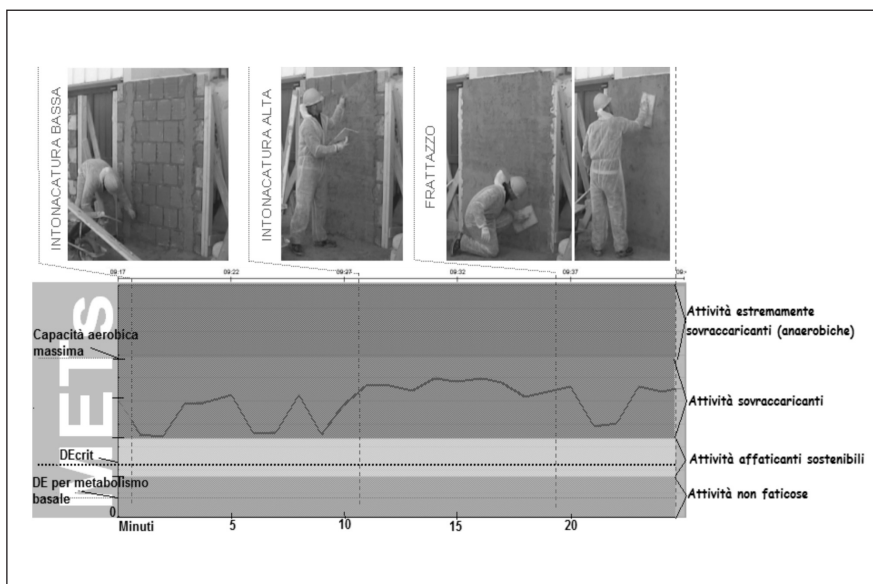 INTONACATURA BASSA
INTONACATURA ALTA
FRATTAZZO
09:17
09:22
09:32
09:37
METs
Capacità aerobica
massima
DEcrit
DE per metabolismo
basale
0
Minuti
5
10
15
20
Attività estremamente
sovraccaricanti (anaerobiche)
Attività sovraccaricanti
Attività affaticanti sostenibili
Attività non faticose